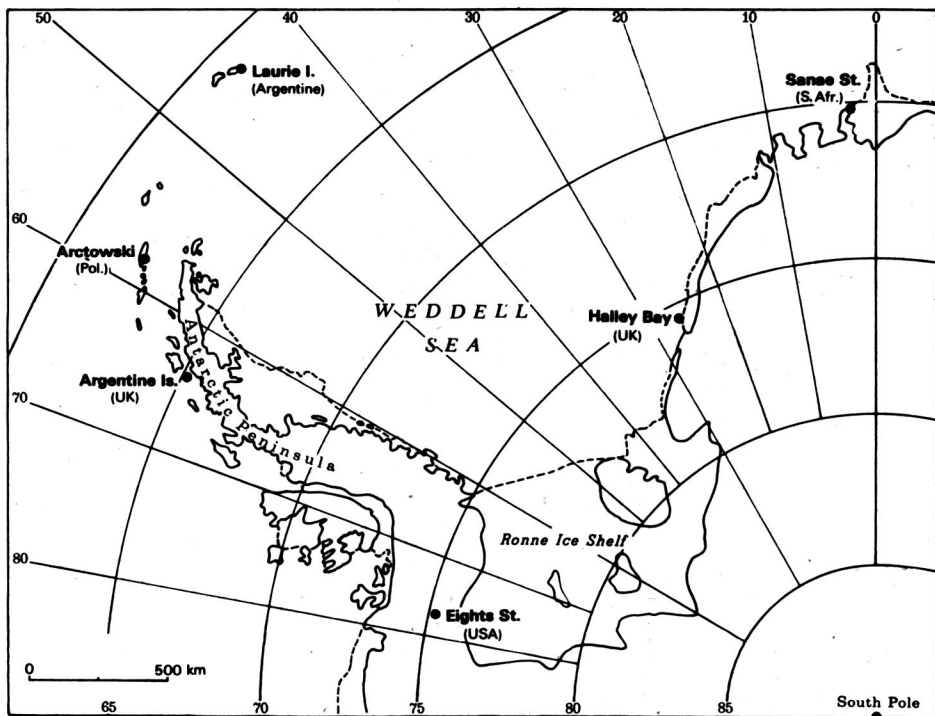 50
40
30
20
10
0
Laurie I.
(Argentine)
Sanae St.
(S. Afr.)
60
Arctowski
(Pol.)
WEDDELL
SEA
Halley Bay
(UK)
Antarctic Peninsula
Argentine Is.
(UK)
70
Ronne Ice Shelf
80
Eights St.
(USA)
0
500 km
65
70
75
80
85
South Pole